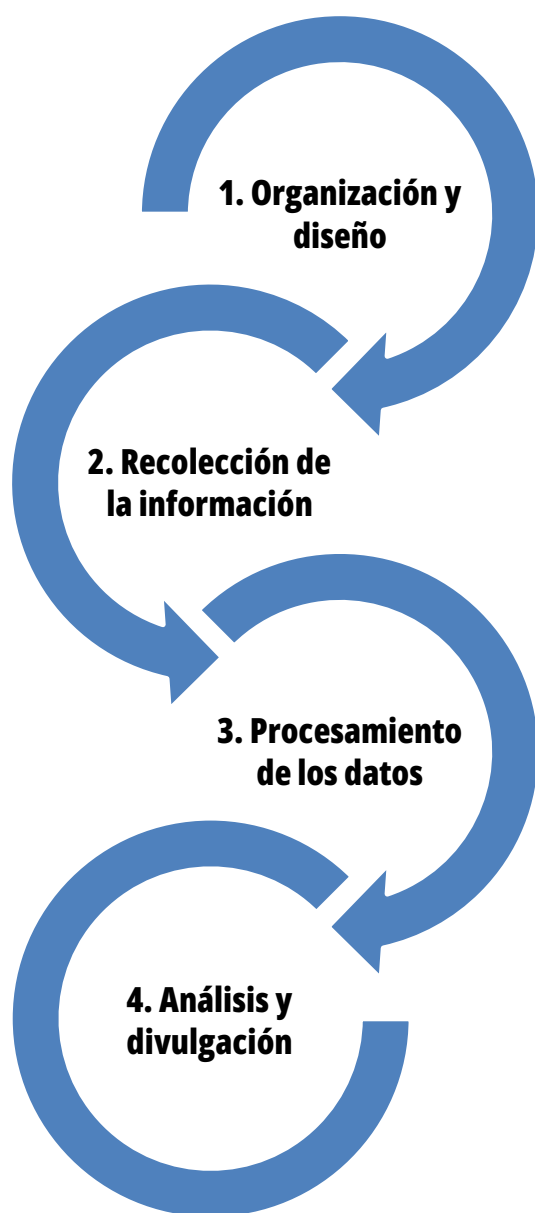 1. Organización y
diseño
2. Recolección de
la información
3. Procesamiento
de los datos
4. Análisis y
divulgación